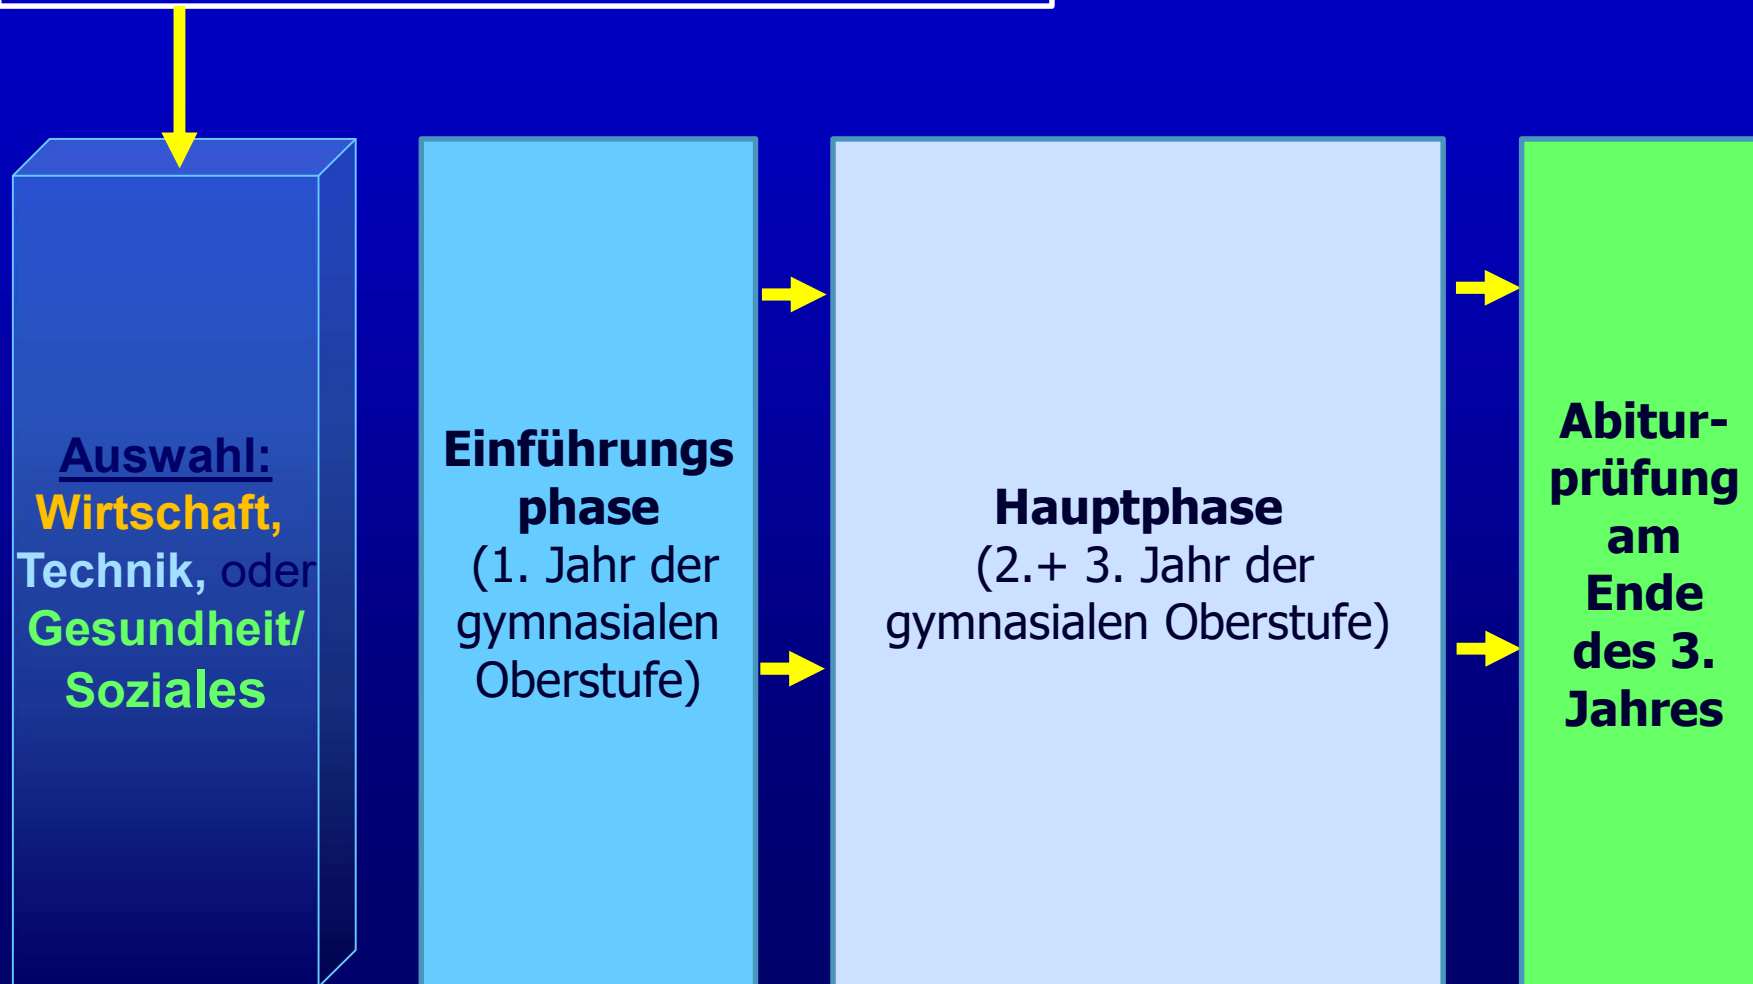 Auswahl:
Wirtschaft,
Technik, oder
Gesundheit/
Soziales
Einführungs
phase
(1. Jahr der
gymnasialen
Oberstufe)
Hauptphase
(2.+ 3. Jahr der
gymnasialen Oberstufe)
Abitur-
prüfung
am
Ende
des 3.
Jahres